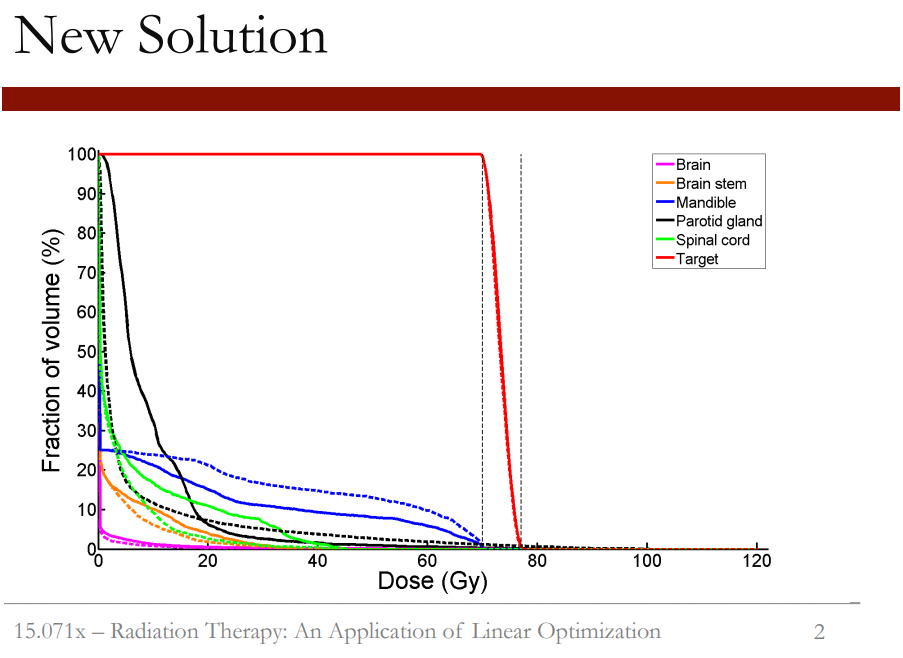 New Solution
100
90
80
70
60
50
40
30
20
10
0
Fraction of volume (%)
0 20 40 60 80 100 120
Dose (Gy)
Brain
Brain stem
Mandible
Parotid gland
Spinal cord
Target
15.071x – Radiation Therapy: An Application of Linear Optimization 2